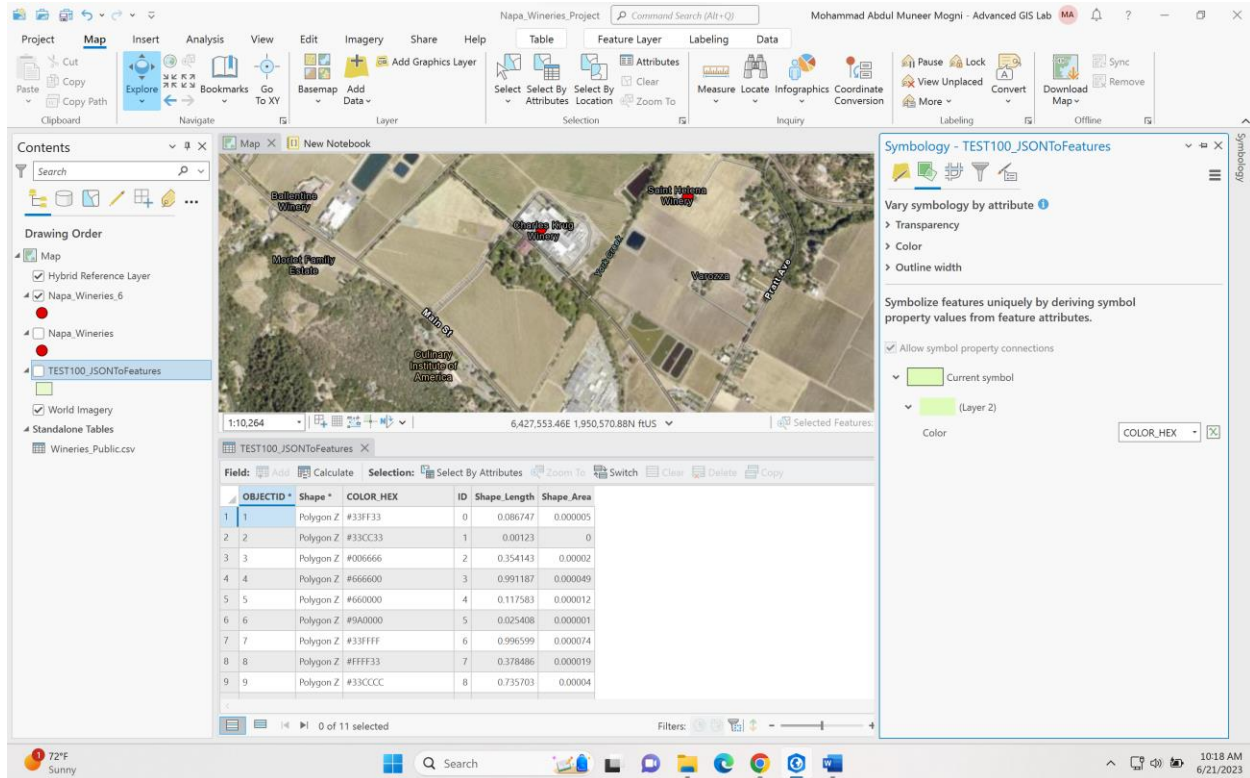 Napa_Wineries_Project
Command Search (Alt+Q)
Mohammad Abdul Muneer Mogni - Advanced GIS Lab
MA
?
Project Map Insert Analysis View Edit Imagery Share Help Table Feature Layer Labeling Data
Cut
Copy
Copy Path
Paste
Clipboard
Explore
Bookmarks
Go To XY
Navigate
Basemap
Add Data
Add Graphics Layer
Layer
Select
Select By Attributes
Select By Location
Attributes
Clear
Zoom To
Selection
Measure
Locate
Infographics
Coordinate Conversion
Inquiry
Pause
Lock
View Unplaced
More
Convert
Labeling
Download Map
Sync
Remove
Offline
Contents
Search
Drawing Order
Map
Hybrid Reference Layer
Napa_Wineries_6
Napa_Wineries
TEST100_JSONToFeatures
World Imagery
Standalone Tables
Wineries_Public.csv
Map New Notebook
Ballentine Winery
Saint Helena Winery
Charles Krug Winery
York Creek
Varozza
Pratt Ave
Main St
Culinary Institute of America
1:10,264
6,427,553.46E 1,950,570.88N ftUS
Selected Features:
TEST100_JSONToFeatures
Field: Add Calculate Selection: Select By Attributes Zoom To Switch Clear Delete Copy
OBJECTID * Shape * COLOR_HEX ID Shape_Length Shape_Area
1 1 Polygon Z #33FF33 0 0.086747 0.000005
2 2 Polygon Z #33CC33 1 0.00123 0
3 3 Polygon Z #006666 2 0.354143 0.00002
4 4 Polygon Z #666600 3 0.991187 0.000049
5 5 Polygon Z #660000 4 0.117583 0.000012
6 6 Polygon Z #9A0000 5 0.025408 0.000001
7 7 Polygon Z #33FFFF 6 0.996599 0.000074
8 8 Polygon Z #FFFF33 7 0.378486 0.000019
9 9 Polygon Z #33CCCC 8 0.735703 0.00004
0 of 11 selected
Filters:
Symbology - TEST100_JSONToFeatures
Vary symbology by attribute
Transparency
Color
Outline width
Symbolize features uniquely by deriving symbol
property values from feature attributes.
Allow symbol property connections
Current symbol
(Layer 2)
Color
COLOR_HEX
Symbology
1
72°F
Sunny
Search
10:18 AM
6/21/2023